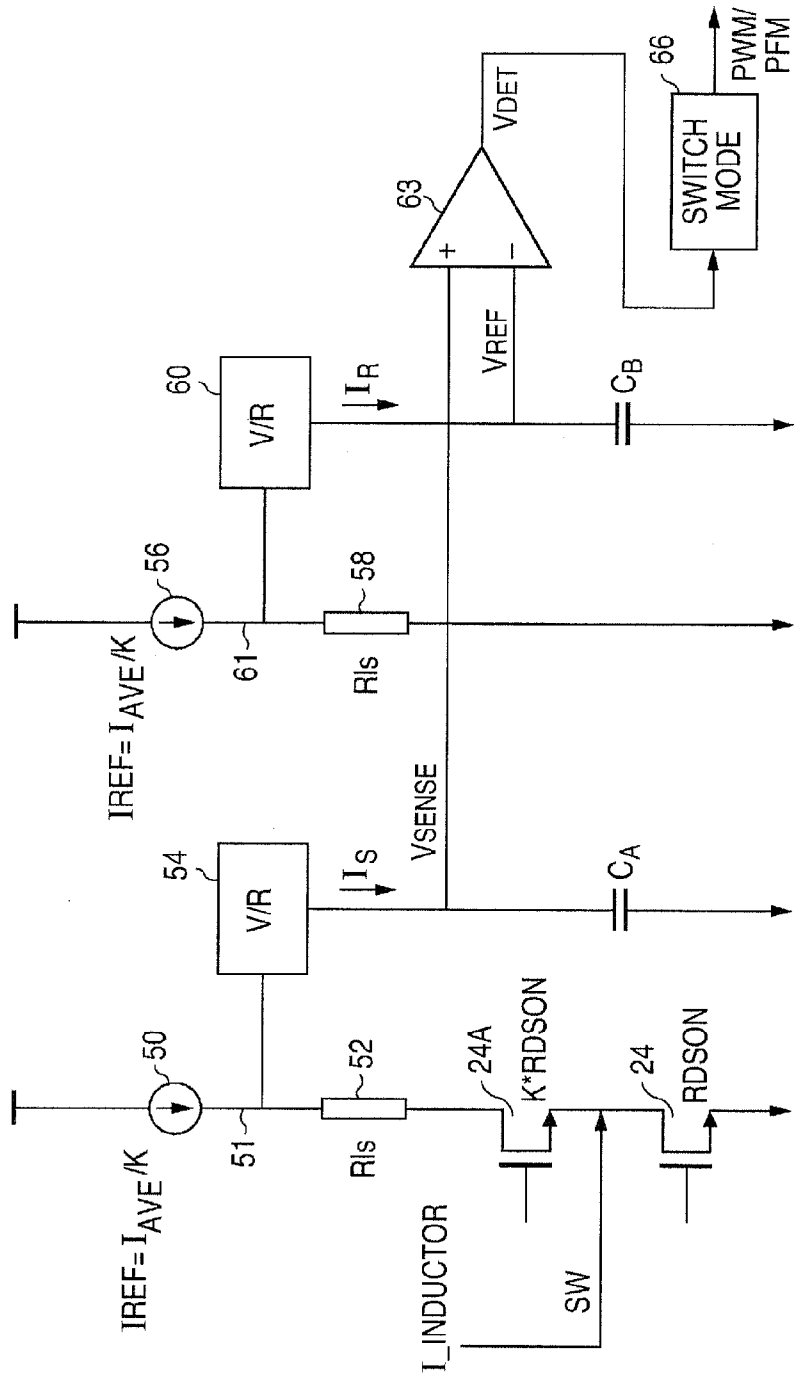 IREF= IAVE/K
50
51
54
V/R
IS
52
RIs
24A
K*RDSON
24
RDSON
I_INDUCTOR
SW
VSENSE
CA
IREF= IAVE/K
56
61
60
V/R
IR
58
RIs
VREF
CB
63
+
−
VDET
66
SWITCH
MODE
PWM/
PFM